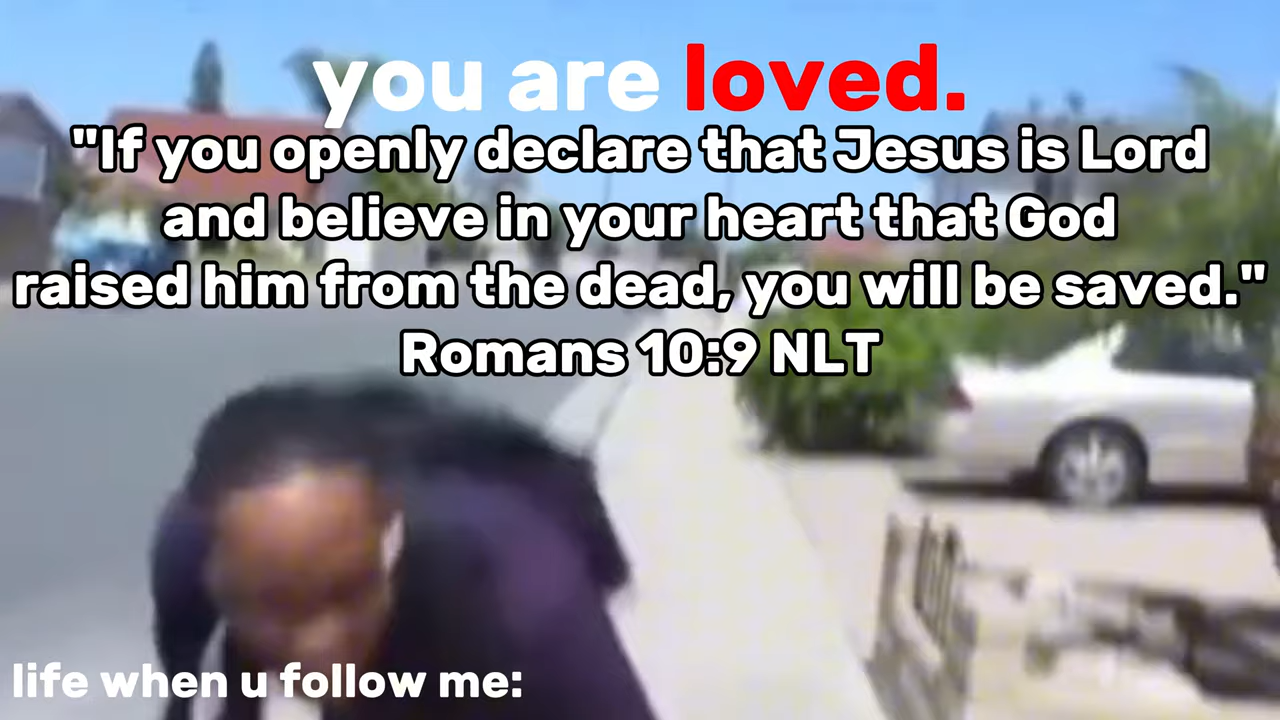 you are loved.
"If you openly declare that Jesus is Lord
and believe in your heart that God
raised him from the dead, you will be saved."
Romans 10:9 NLT
life when u follow me: